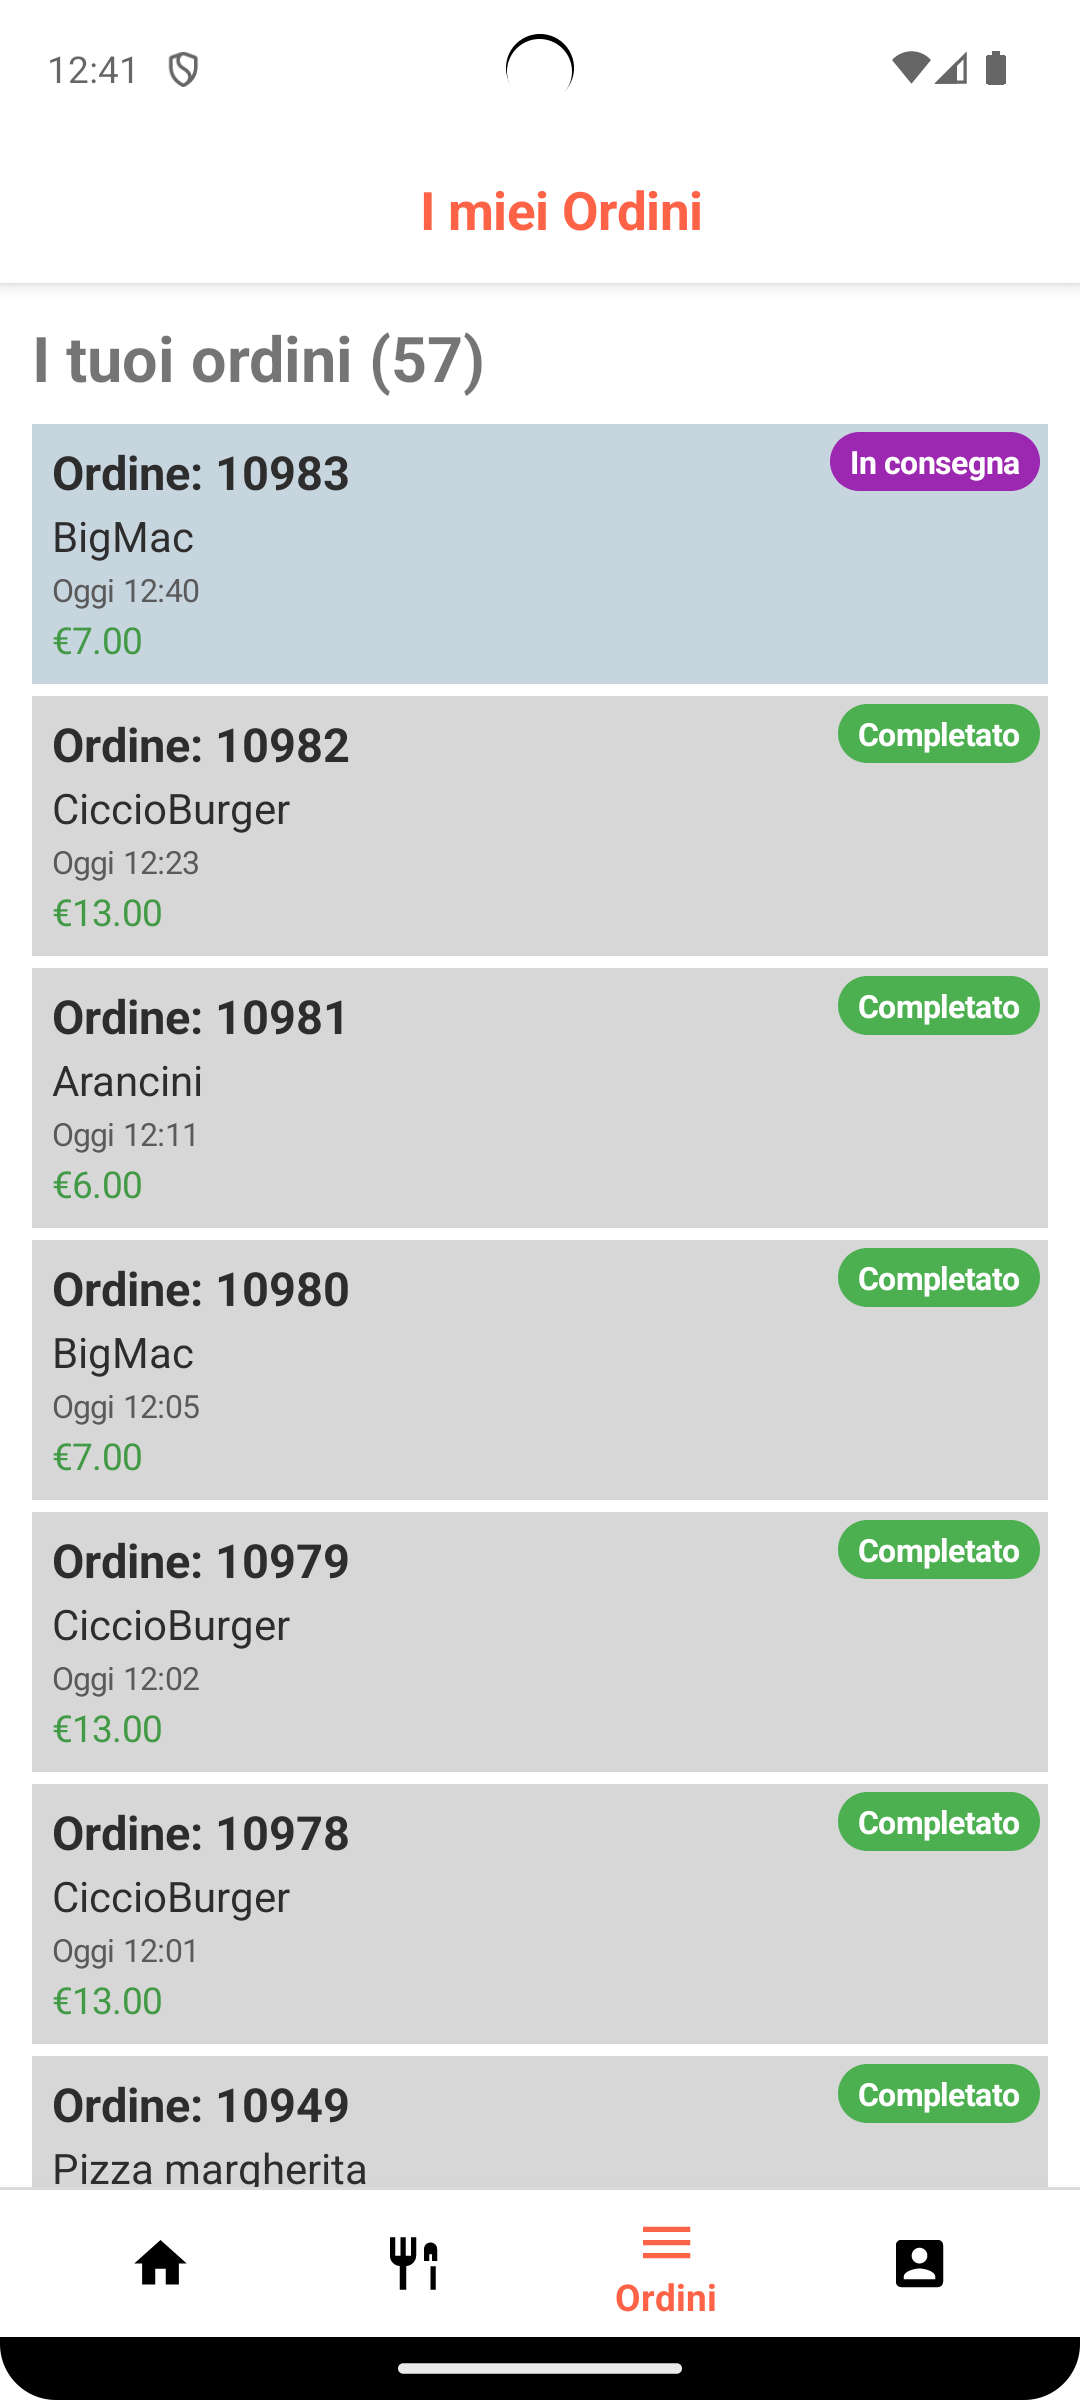 12:41
I miei Ordini
I tuoi ordini (57)
Ordine: 10983
In consegna
BigMac
Oggi 12:40
€7.00
Ordine: 10982
Completato
CiccioBurger
Oggi 12:23
€13.00
Ordine: 10981
Completato
Arancini
Oggi 12:11
€6.00
Ordine: 10980
Completato
BigMac
Oggi 12:05
€7.00
Ordine: 10979
Completato
CiccioBurger
Oggi 12:02
€13.00
Ordine: 10978
Completato
CiccioBurger
Oggi 12:01
€13.00
Ordine: 10949
Completato
Pizza margherita
Ordini